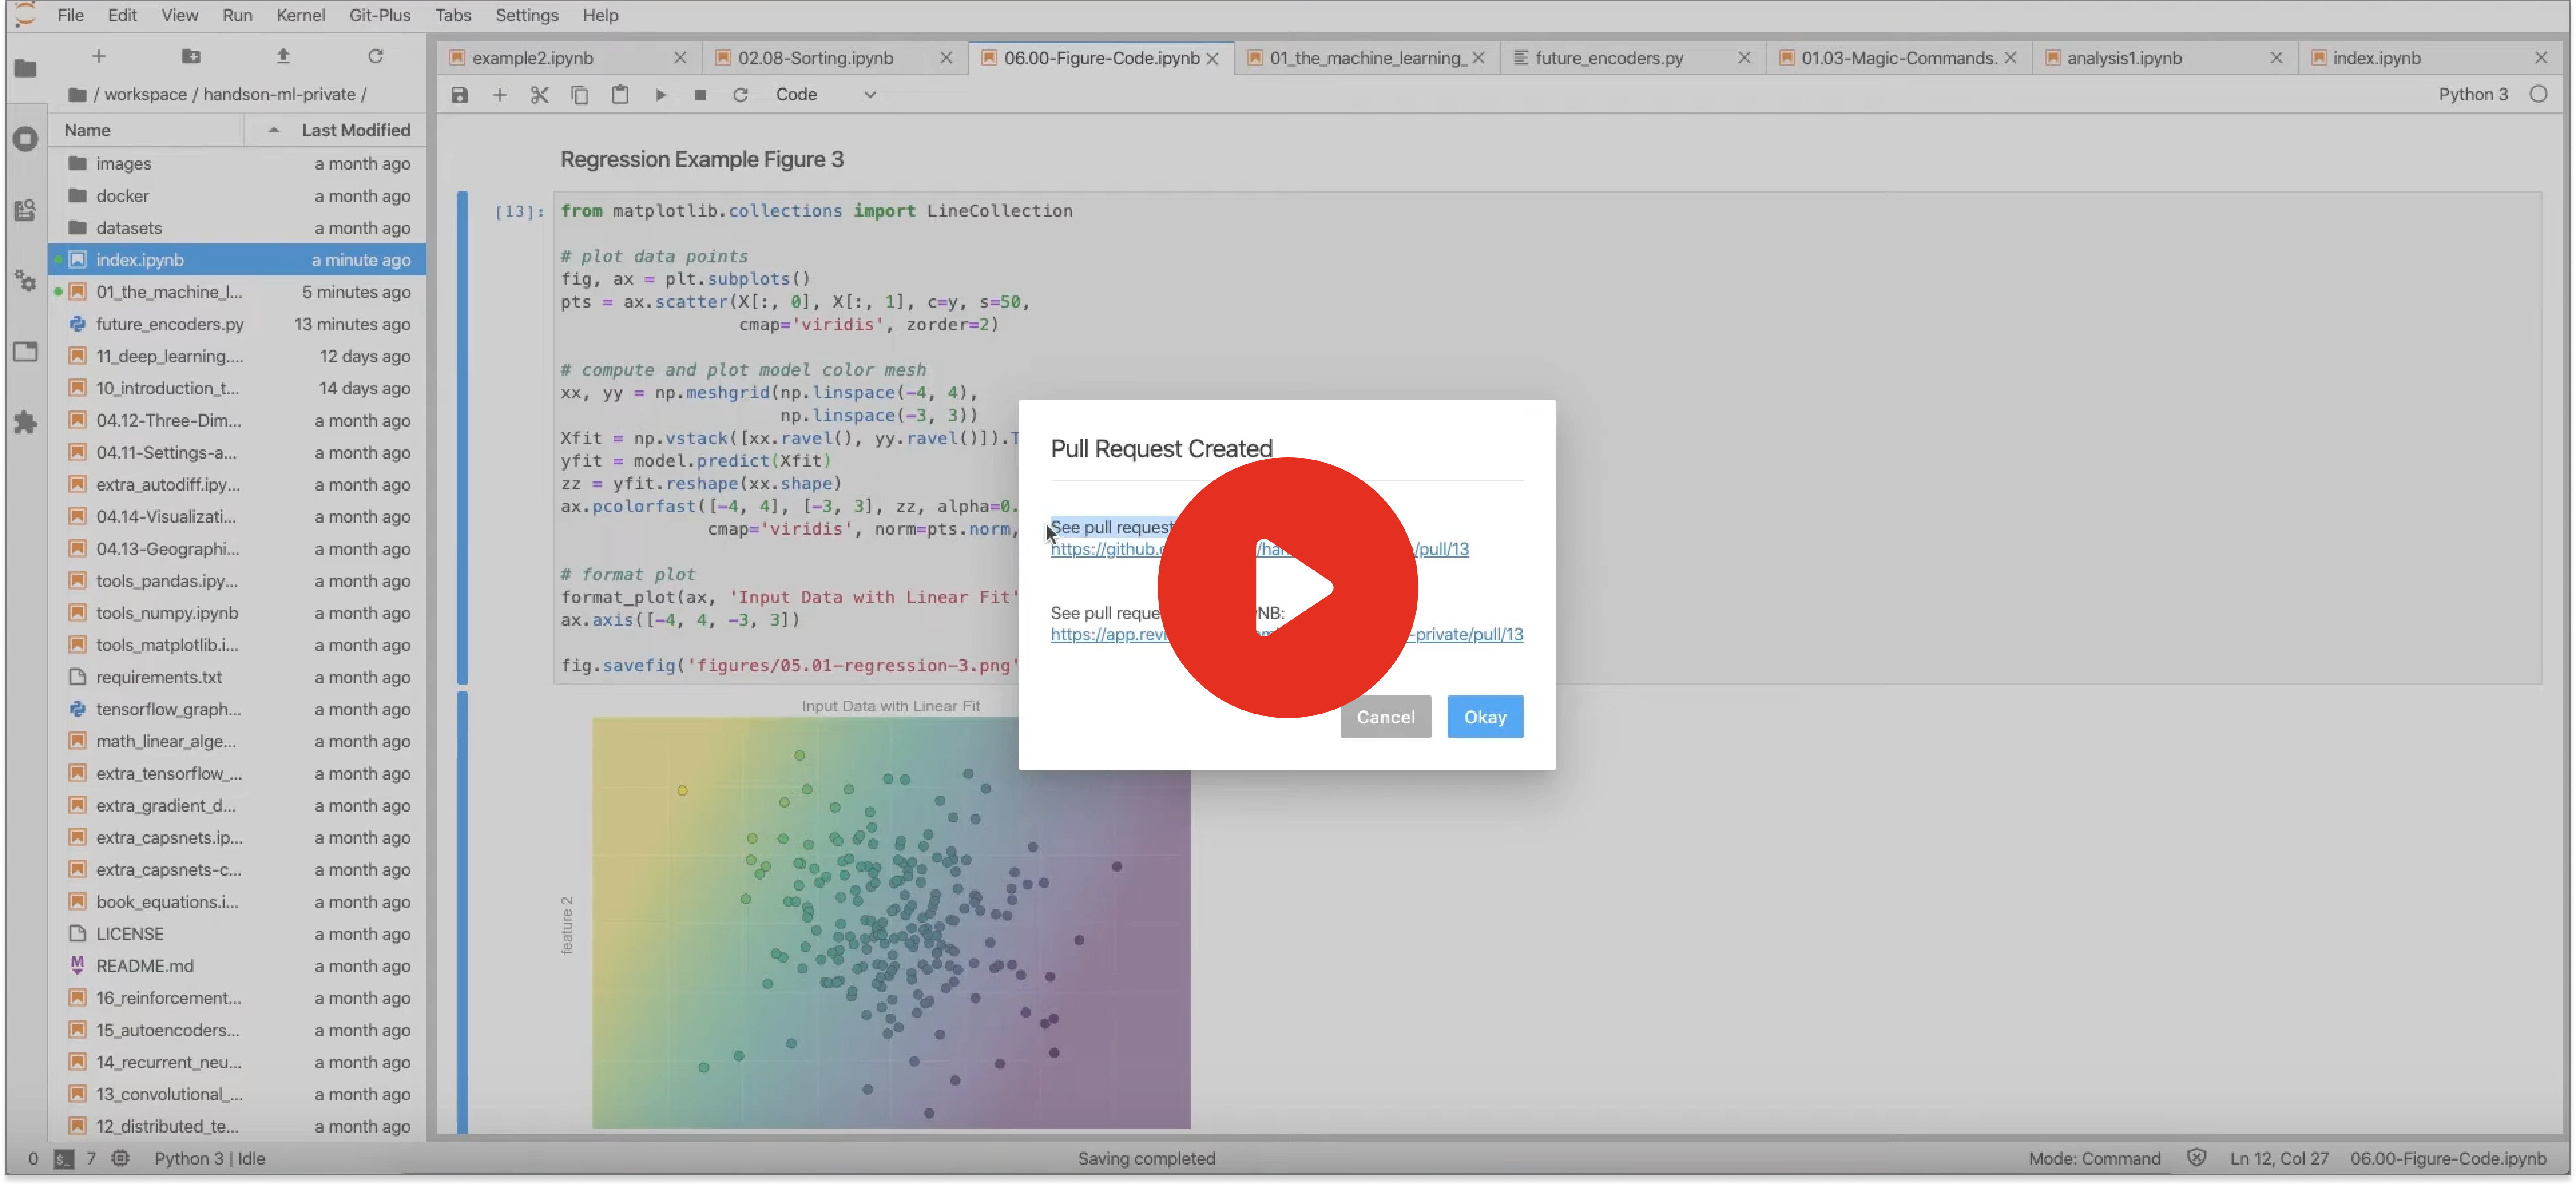 File Edit View Run Kernel Git-Plus Tabs Settings Help
example2.ipynb 02.08-Sorting.ipynb 06.00-Figure-Code.ipynb 01_the_machine_learning_ future_encoders.py 01.03-Magic-Commands. analysis1.ipynb index.ipynb
/ workspace / handson-ml-private /
Code
Python 3
Name Last Modified
images a month ago
docker a month ago
datasets a month ago
index.ipynb a minute ago
01_the_machine_l... 5 minutes ago
future_encoders.py 13 minutes ago
11_deep_learning.... 12 days ago
10_introduction_t... 14 days ago
04.12-Three-Dim... a month ago
04.11-Settings-a... a month ago
extra_autodiff.ipy... a month ago
04.14-Visualizati... a month ago
04.13-Geographi... a month ago
tools_pandas.ipy... a month ago
tools_numpy.ipynb a month ago
tools_matplotlib.i... a month ago
requirements.txt a month ago
tensorflow_graph... a month ago
math_linear_alge... a month ago
extra_tensorflow_... a month ago
extra_gradient_d... a month ago
extra_capsnets.ip... a month ago
extra_capsnets-c... a month ago
book_equations.i... a month ago
LICENSE a month ago
README.md a month ago
16_reinforcement... a month ago
15_autoencoders... a month ago
14_recurrent_neu... a month ago
13_convolutional_... a month ago
12_distributed_te... a month ago
Regression Example Figure 3
[13]: from matplotlib.collections import LineCollection
# plot data points
fig, ax = plt.subplots()
pts = ax.scatter(X[:, 0], X[:, 1], c=y, s=50,
cmap='viridis', zorder=2)
# compute and plot model color mesh
xx, yy = np.meshgrid(np.linspace(-4, 4),
np.linspace(-3, 3))
Xfit = np.vstack([xx.ravel(), yy.ravel()]).T
yfit = model.predict(Xfit)
zz = yfit.reshape(xx.shape)
ax.pcolorfast([-4, 4], [-3, 3], zz, alpha=0.
cmap='viridis', norm=pts.norm,
# format plot
format_plot(ax, 'Input Data with Linear Fit'
ax.axis([-4, 4, -3, 3])
fig.savefig('figures/05.01-regression-3.png'
Input Data with Linear Fit
feature 2
Pull Request Created
See pull request
https://github. /pull/13
See pull NB:
https://app. -private/pull/13
Cancel Okay
0 $_ 7 Python 3 | Idle
Saving completed
Mode: Command Ln 12, Col 27 06.00-Figure-Code.ipynb